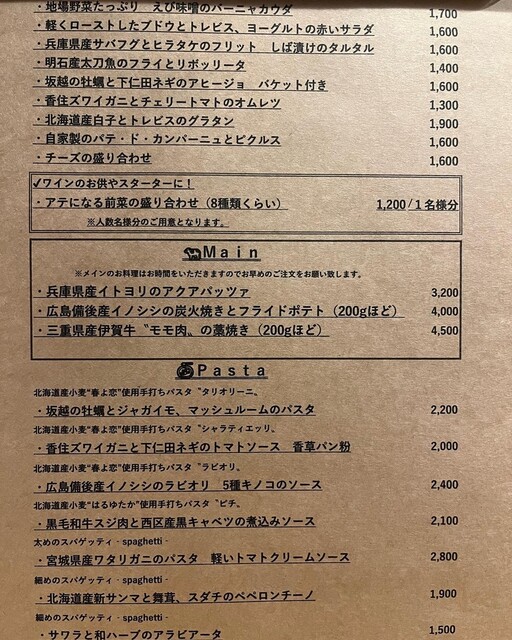 ・地場野菜たっぷり えび味噌のバーニャカウダ 1,700
・軽くローストしたブドウとトレビス、ヨーグルトの赤いサラダ 1,600
・兵庫県産サバフグとヒラタケのフリット しば漬けのタルタル 1,600
・明石産太刀魚のフライとリボッリータ 1,400
・坂越の牡蠣と下仁田ネギのアヒージョ バケット付き 1,600
・香住ズワイガニとチェリートマトのオムレツ 1,300
・北海道産白子とトレビスのグラタン 1,900
・自家製のパテ・ド・カンパーニュとピクルス 1,600
・チーズの盛り合わせ 1,600
✓ワインのお供やスターターに！
・アテになる前菜の盛り合わせ（8種類くらい） 1,200/1名様分
※人数名様分のご用意となります。
Main
※メインのお料理はお時間をいただきますのでお早めのご注文をお願い致します。
・兵庫県産イトヨリのアクアパッツァ 3,200
・広島備後産イノシシの炭火焼きとフライドポテト（200gほど） 4,000
・三重県産伊賀牛〝モモ肉〟の藁焼き（200gほど） 4,500
Pasta
北海道産小麦“春よ恋”使用手打ちパスタ〝タリオリーニ〟
・坂越の牡蠣とジャガイモ、マッシュルームのパスタ 2,200
北海道産小麦“春よ恋”使用手打ちパスタ〝シャラティエッリ〟
・香住ズワイガニと下仁田ネギのトマトソース 香草パン粉 2,000
北海道産小麦“春よ恋”使用手打ちパスタ〝ラビオリ〟
・広島備後産イノシシのラビオリ 5種キノコのソース 2,400
北海道産小麦“はるゆたか”使用手打ちパスタ〝ピチ〟
・黒毛和牛スジ肉と西区産黒キャベツの煮込みソース 2,100
太めのスパゲッティ - spaghetti -
・宮城県産ワタリガニのパスタ 軽いトマトクリームソース 2,800
細めのスパゲッティ - spaghetti -
・北海道産新サンマと舞茸、スダチのペペロンチーノ 1,900
細めのスパゲッティ - spaghetti -
・サワラと和ハーブのアラビアータ 1,500